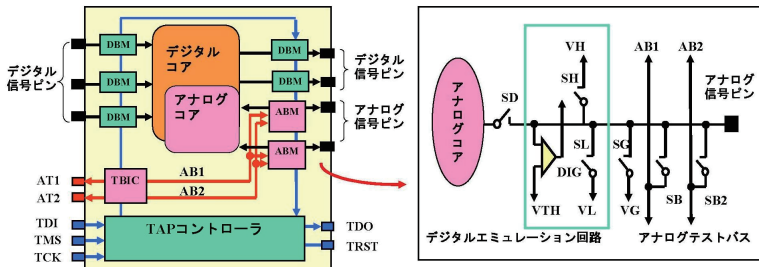 デジタル
信号ピン
DBM
DBM
DBM
デジタル
コア
アナログ
コア
DBM
DBM
ABM
ABM
デジタル
信号ピン
アナログ
信号ピン
TBIC
AB1
AB2
AT1
AT2
TDI
TMS
TCK
TAPコントローラ
TDO
TRST
アナログコア
SD
VH
SH
SL
DIG
VTH
VL
SG
VG
AB1
AB2
SB
SB2
アナログ
信号ピン
デジタルエミュレーション回路
アナログテストバス